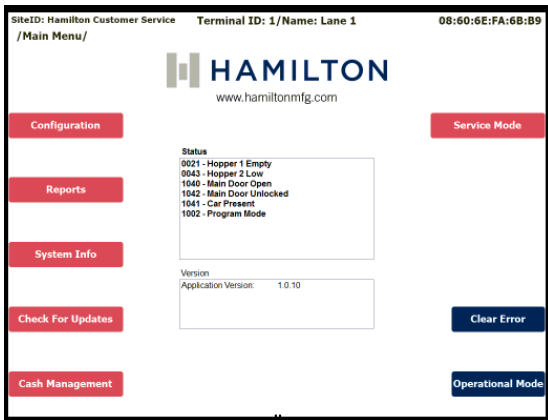 SiteID: Hamilton Customer Service Terminal ID: 1/Name: Lane 1 08:60:6E:FA:6B:B9
/Main Menu/
HAMILTON
www.hamiltonmfg.com
Configuration
Service Mode
Status
0021 - Hopper 1 Empty
0043 - Hopper 2 Low
1040 - Main Door Open
1042 - Main Door Unlocked
1041 - Car Present
1002 - Program Mode
Reports
System Info
Version
Application Version: 1.0.10
Check For Updates
Clear Error
Cash Management
Operational Mode